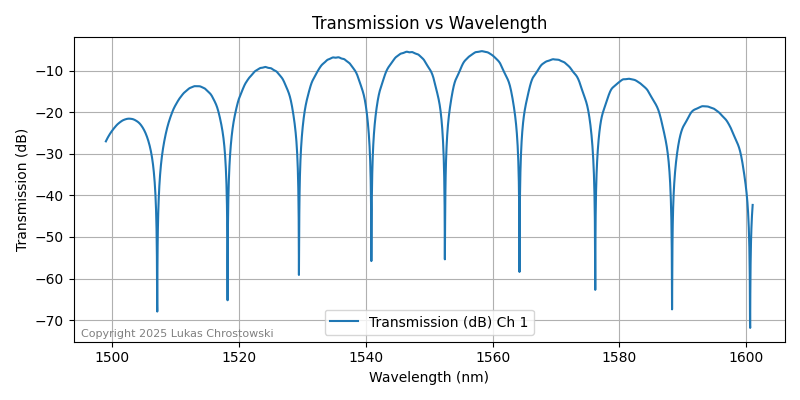 Transmission vs Wavelength
Transmission (dB)
−10
−20
−30
−40
−50
−60
−70
Copyright 2025 Lukas Chrostowski
Transmission (dB) Ch 1
1500 1520 1540 1560 1580 1600
Wavelength (nm)